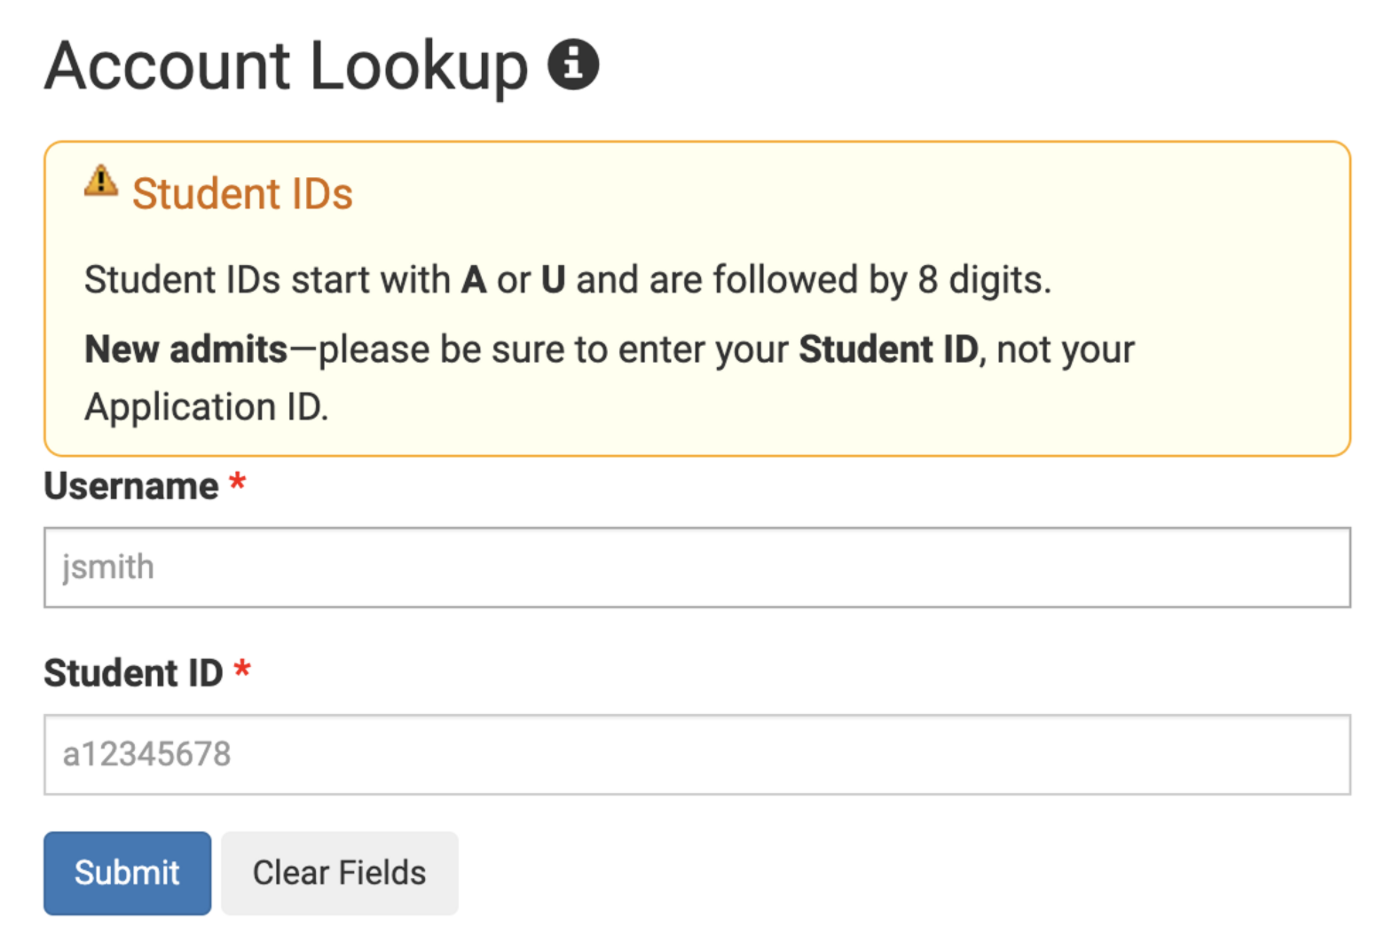 Account Lookup
Student IDs
Student IDs start with A or U and are followed by 8 digits.
New admits—please be sure to enter your Student ID, not your
Application ID.
Username *
jsmith
Student ID *
a12345678
Submit Clear Fields